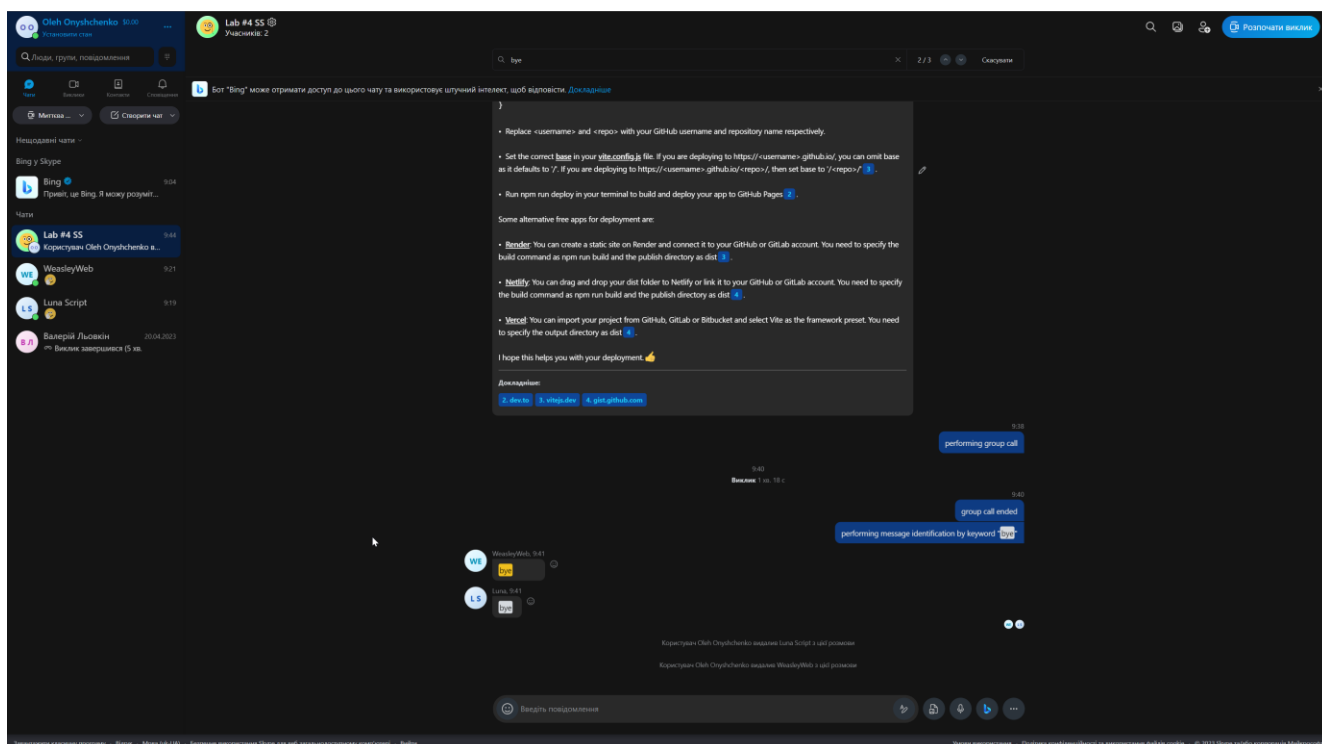 Oleh Onyshchenko $0.00
Установити стан
Люди, групи, повідомлення
Чати Виклики Контакти Сповіщення
Миттєва ... Створити чат
Нещодавні чати
Bing у Skype
Bing 9:04
Привіт, це Bing. Я можу розуміт...
Чати
Lab #4 SS 9:44
Користувач Oleh Onyshchenko в...
WE
WeasleyWeb 9:21
LS
Luna Script 9:19
ВЛ
Валерій Льовкін 20.04.2023
Виклик завершився (5 хв.
Lab #4 SS
Учасників: 2
Розпочати виклик
bye 2/3 Скасувати
Бот "Bing" може отримати доступ до цього чату та використовує штучний інтелект, щоб відповісти. Докладніше
}
• Replace <username> and <repo> with your GitHub username and repository name respectively.
• Set the correct base in your vite.config.js file. If you are deploying to https://<username>.github.io/, you can omit base
as it defaults to '/'. If you are deploying to https://<username>.github.io/<repo>/, then set base to '/<repo>/' 3 .
• Run npm run deploy in your terminal to build and deploy your app to GitHub Pages 2 .
Some alternative free apps for deployment are:
• Render: You can create a static site on Render and connect it to your GitHub or GitLab account. You need to specify the
build command as npm run build and the publish directory as dist 3 .
• Netlify: You can drag and drop your dist folder to Netlify or link it to your GitHub or GitLab account. You need to specify
the build command as npm run build and the publish directory as dist 4 .
• Vercel: You can import your project from GitHub, GitLab or Bitbucket and select Vite as the framework preset. You need
to specify the output directory as dist 4 .
I hope this helps you with your deployment.👍
Докладніше:
2. dev.to 3. vitejs.dev 4. gist.github.com
9:38
performing group call
9:40
Виклик 1 хв. 18 с
9:40
group call ended
performing message identification by keyword "bye"
WE
WeasleyWeb, 9:41
bye
LS
Luna, 9:41
bye
Користувач Oleh Onyshchenko видалив Luna Script з цієї розмови
Користувач Oleh Onyshchenko видалив WeasleyWeb з цієї розмови
Введіть повідомлення